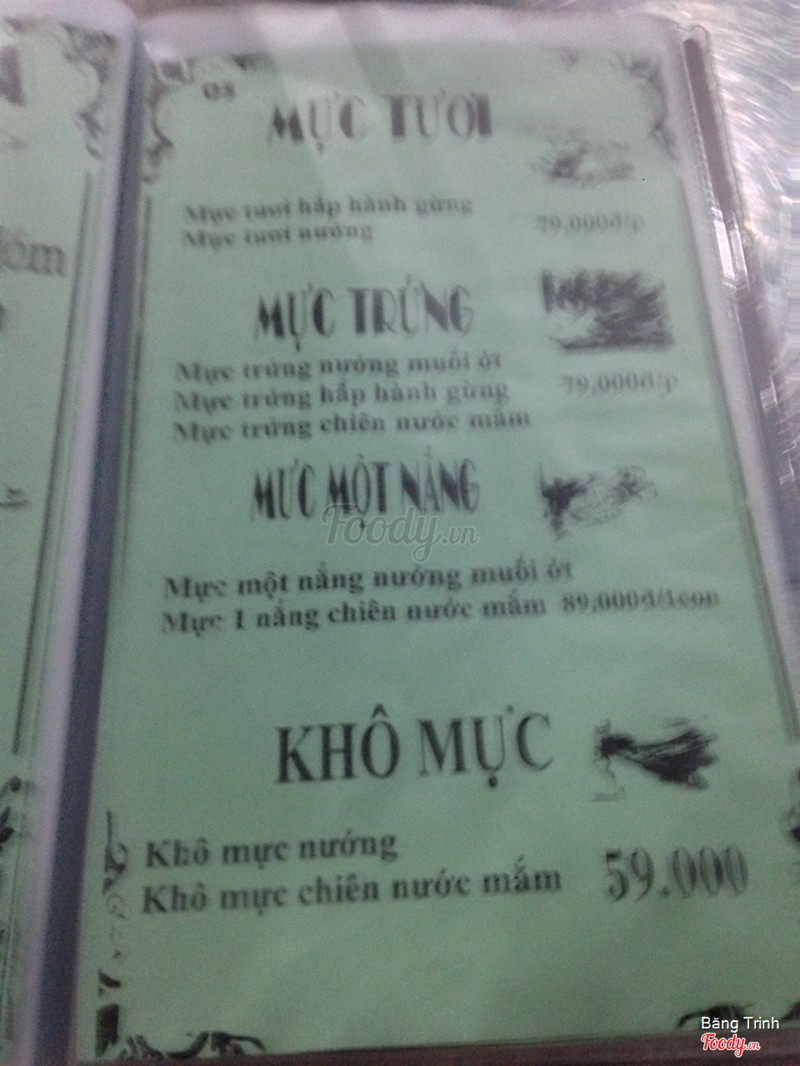 03
MỰC TƯƠI
Mực tươi hấp hành gừng
Mực tươi nướng 79,000đ/p
MỰC TRỨNG
Mực trứng nướng muối ớt
Mực trứng hấp hành gừng 79,000đ/p
Mực trứng chiên nước mắm
MỰC MỘT NẮNG
Foody.vn
Mực một nắng nướng muối ớt
Mực 1 nắng chiên nước mắm 89,000đ/1con
KHÔ MỰC
Khô mực nướng
Khô mực chiên nước mắm 59.000
Băng Trinh
Foody.vn